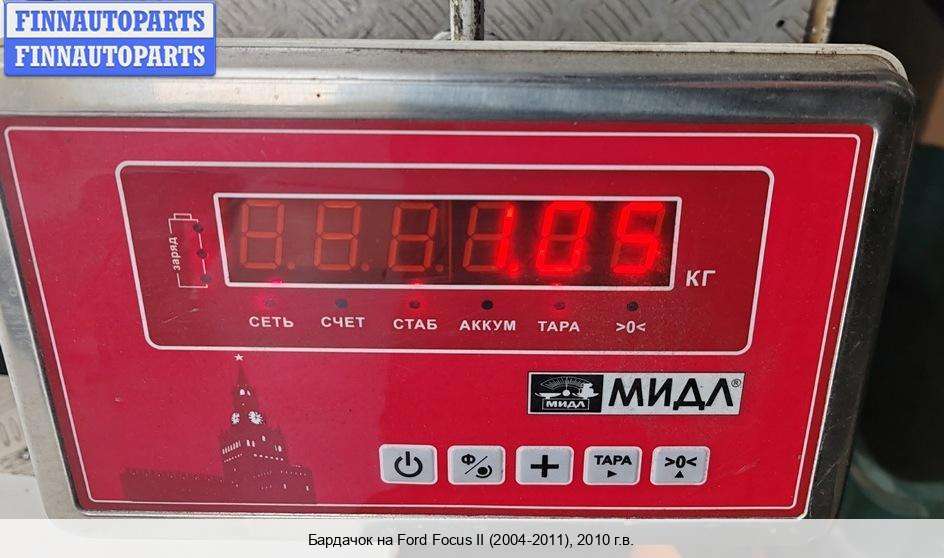 FINNAUTOPARTS
FINNAUTOPARTS
1.05
КГ
заряд
СЕТЬ СЧЕТ СТАБ АККУМ ТАРА >0<
МИДЛ МИДЛ®
Ф ТАРА >0<
Бардачок на Ford Focus II (2004-2011), 2010 г.в.